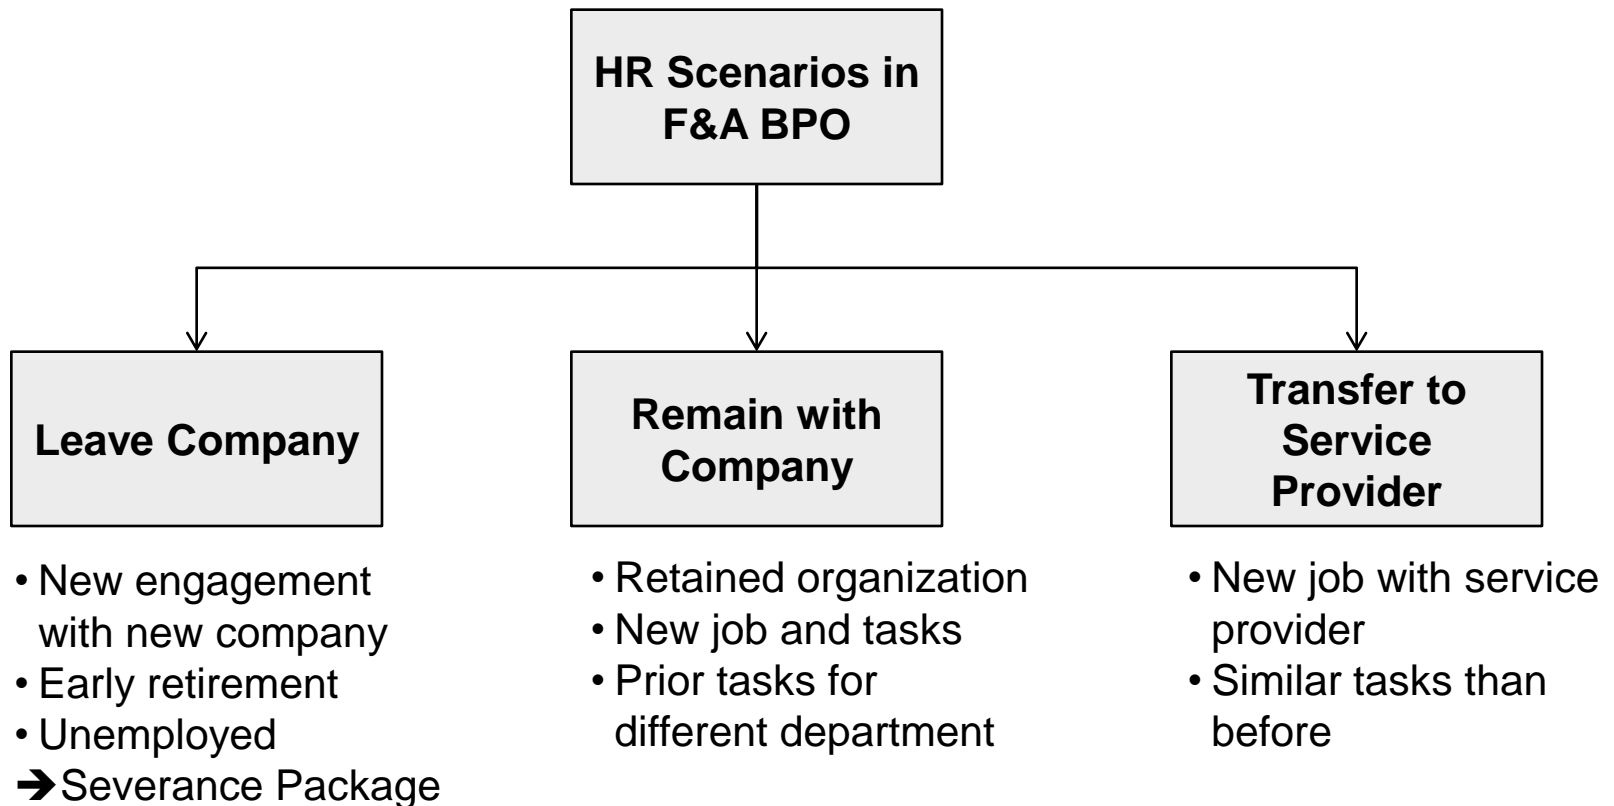 HR Scenarios in
F&A BPO
Leave Company
Remain with
Company
Transfer to
Service
Provider
• New engagement
with new company
• Early retirement
• Unemployed
➔Severance Package
• Retained organization
• New job and tasks
• Prior tasks for
different department
• New job with service
provider
• Similar tasks than
before